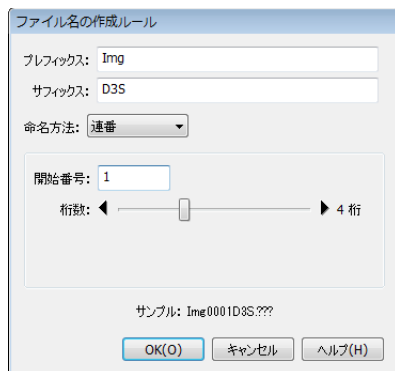 ファイル名の作成ルール
プレフィックス: Img
サフィックス: D3S
命名方法: 連番
開始番号: 1
桁数: 4 桁
サンプル: Img0001D3S.???
OK(O) キャンセル ヘルプ(H)